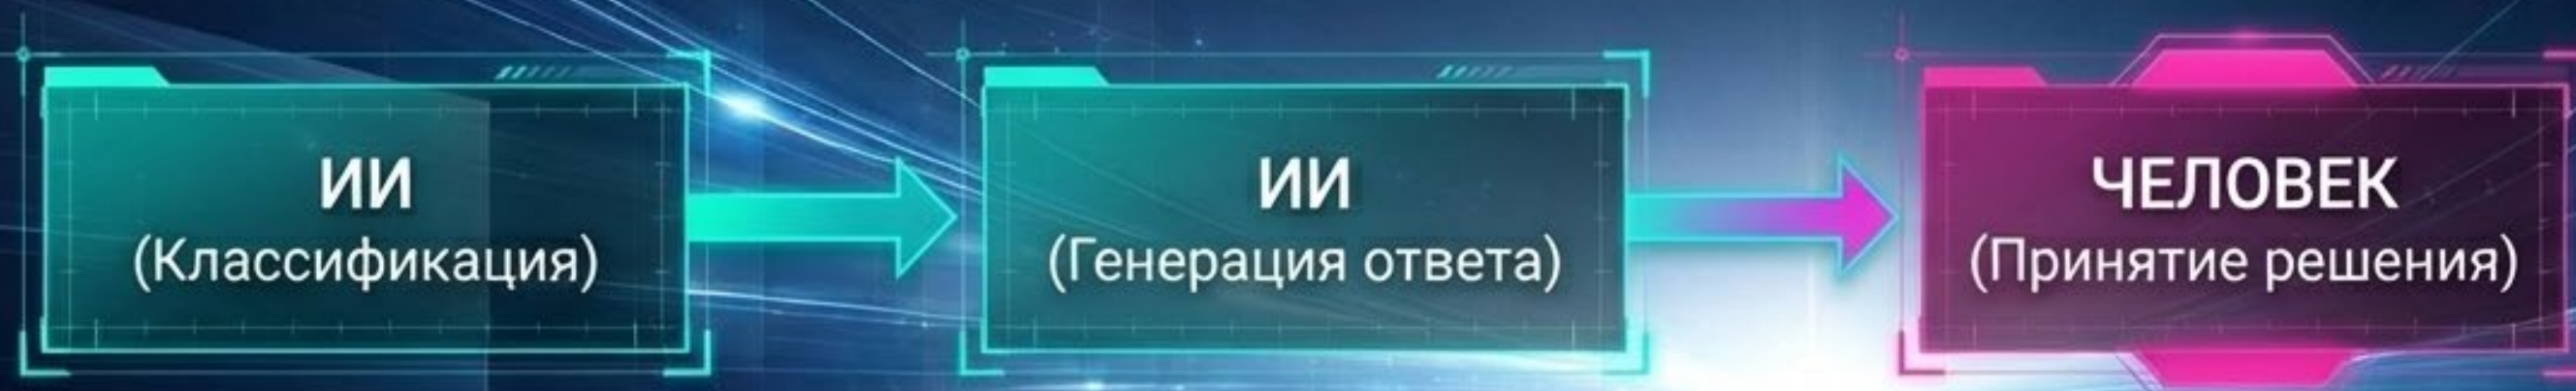 ИИ
(Классификация)
ИИ
(Генерация ответа)
ЧЕЛОВЕК
(Принятие решения)